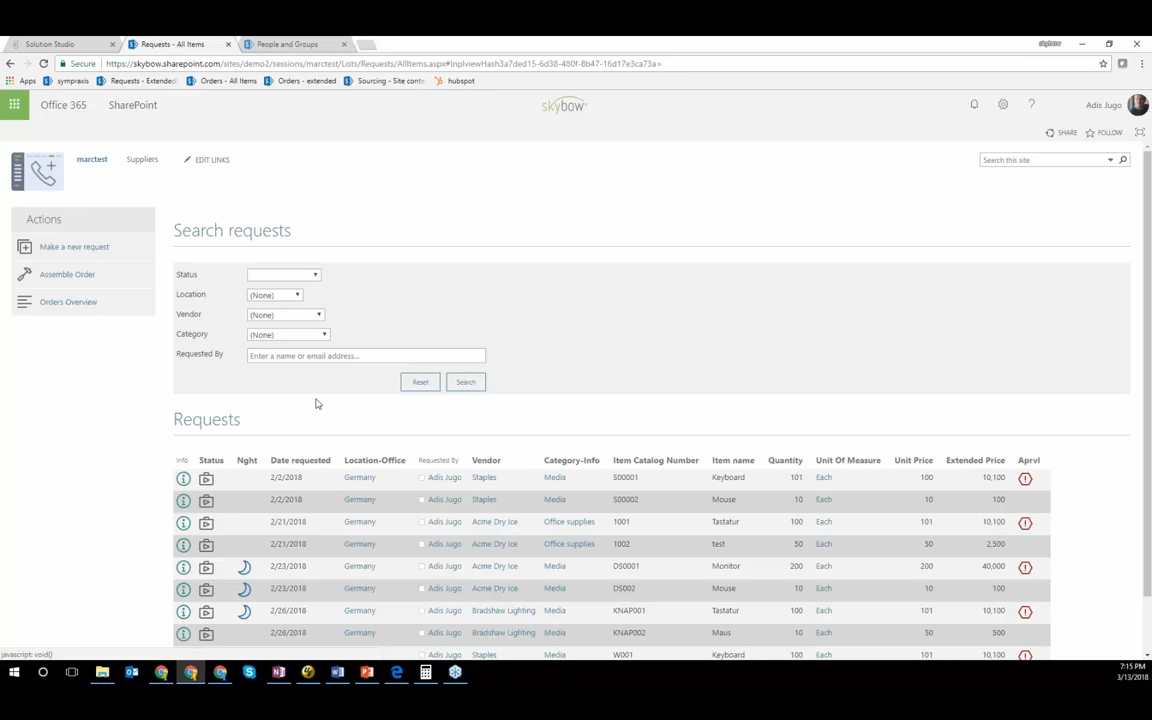 Solution Studio
Requests - All Items
People and Groups
skybow
Secure
https://skybow.sharepoint.com/sites/demo2/sessions/marctest/Lists/Requests/AllItems.aspx#InplviewHash3a7ded15-6d38-480f-8b47-16d17e3ca73a=
Apps
sympraxis
Requests - Extended
Orders - All Items
Orders - extended
Sourcing - Site cont
hubspot
Office 365
SharePoint
skybow
Adis Jugo
SHARE
FOLLOW
marctest
Suppliers
EDIT LINKS
Search this site
Actions
Make a new request
Assemble Order
Orders Overview
Search requests
Status
Location (None)
Vendor (None)
Category (None)
Requested By Enter a name or email address...
Reset Search
Requests
Info Status Nght Date requested Location-Office Requested By Vendor Category-Info Item Catalog Number Item name Quantity Unit Of Measure Unit Price Extended Price Aprvl
2/2/2018 Germany Adis Jugo Staples Media S00001 Keyboard 101 Each 100 10,100
2/2/2018 Germany Adis Jugo Staples Media S00002 Mouse 10 Each 10 100
2/21/2018 Germany Adis Jugo Acme Dry Ice Office supplies 1001 Tastatur 100 Each 101 10,100
2/21/2018 Germany Adis Jugo Acme Dry Ice Office supplies 1002 test 50 Each 50 2,500
2/23/2018 Germany Adis Jugo Acme Dry Ice Media DS0001 Monitor 200 Each 200 40,000
2/23/2018 Germany Adis Jugo Acme Dry Ice Media DS002 Mouse 10 Each 10 100
2/26/2018 Germany Adis Jugo Bradshaw Lighting Media KNAP001 Tastatur 100 Each 101 10,100
2/26/2018 Germany Adis Jugo Bradshaw Lighting Media KNAP002 Maus 10 Each 50 500
Germany Adis Jugo Staples Media W001 Keyboard 100 Each 101 10,100
javascript: void()
7:15 PM
3/13/2018